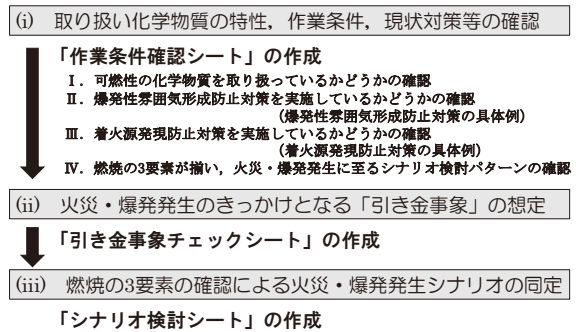 (i) 取り扱い化学物質の特性，作業条件，現状対策等の確認
「作業条件確認シート」の作成
Ⅰ．可燃性の化学物質を取り扱っているかどうかの確認
Ⅱ．爆発性雰囲気形成防止対策を実施しているかどうかの確認
（爆発性雰囲気形成防止対策の具体例）
Ⅲ．着火源発現防止対策を実施しているかどうかの確認
（着火源発現防止対策の具体例）
Ⅳ．燃焼の3要素が揃い，火災・爆発発生に至るシナリオ検討パターンの確認
(ii) 火災・爆発発生のきっかけとなる「引き金事象」の想定
「引き金事象チェックシート」の作成
(iii) 燃焼の3要素の確認による火災・爆発発生シナリオの同定
「シナリオ検討シート」の作成